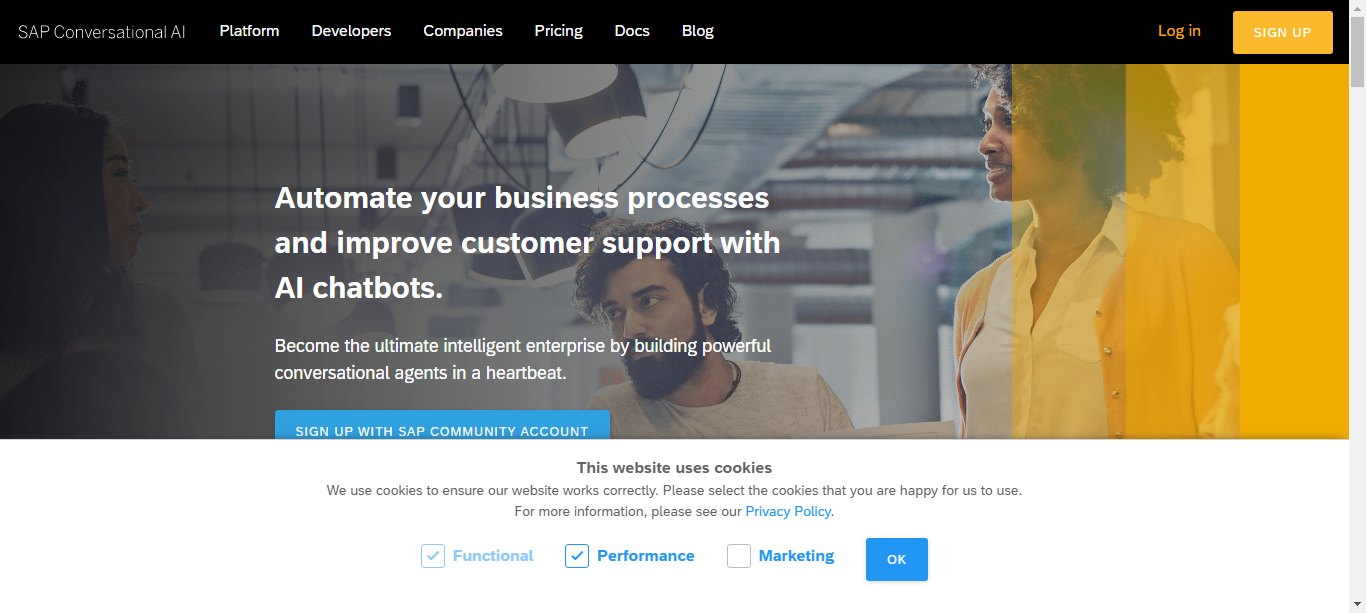 SAP Conversational AI Platform Developers Companies Pricing Docs Blog Log in SIGN UP
Automate your business processes
and improve customer support with
AI chatbots.
Become the ultimate intelligent enterprise by building powerful
conversational agents in a heartbeat.
SIGN UP WITH SAP COMMUNITY ACCOUNT
This website uses cookies
We use cookies to ensure our website works correctly. Please select the cookies that you are happy for us to use.
For more information, please see our Privacy Policy.
Functional Performance Marketing OK